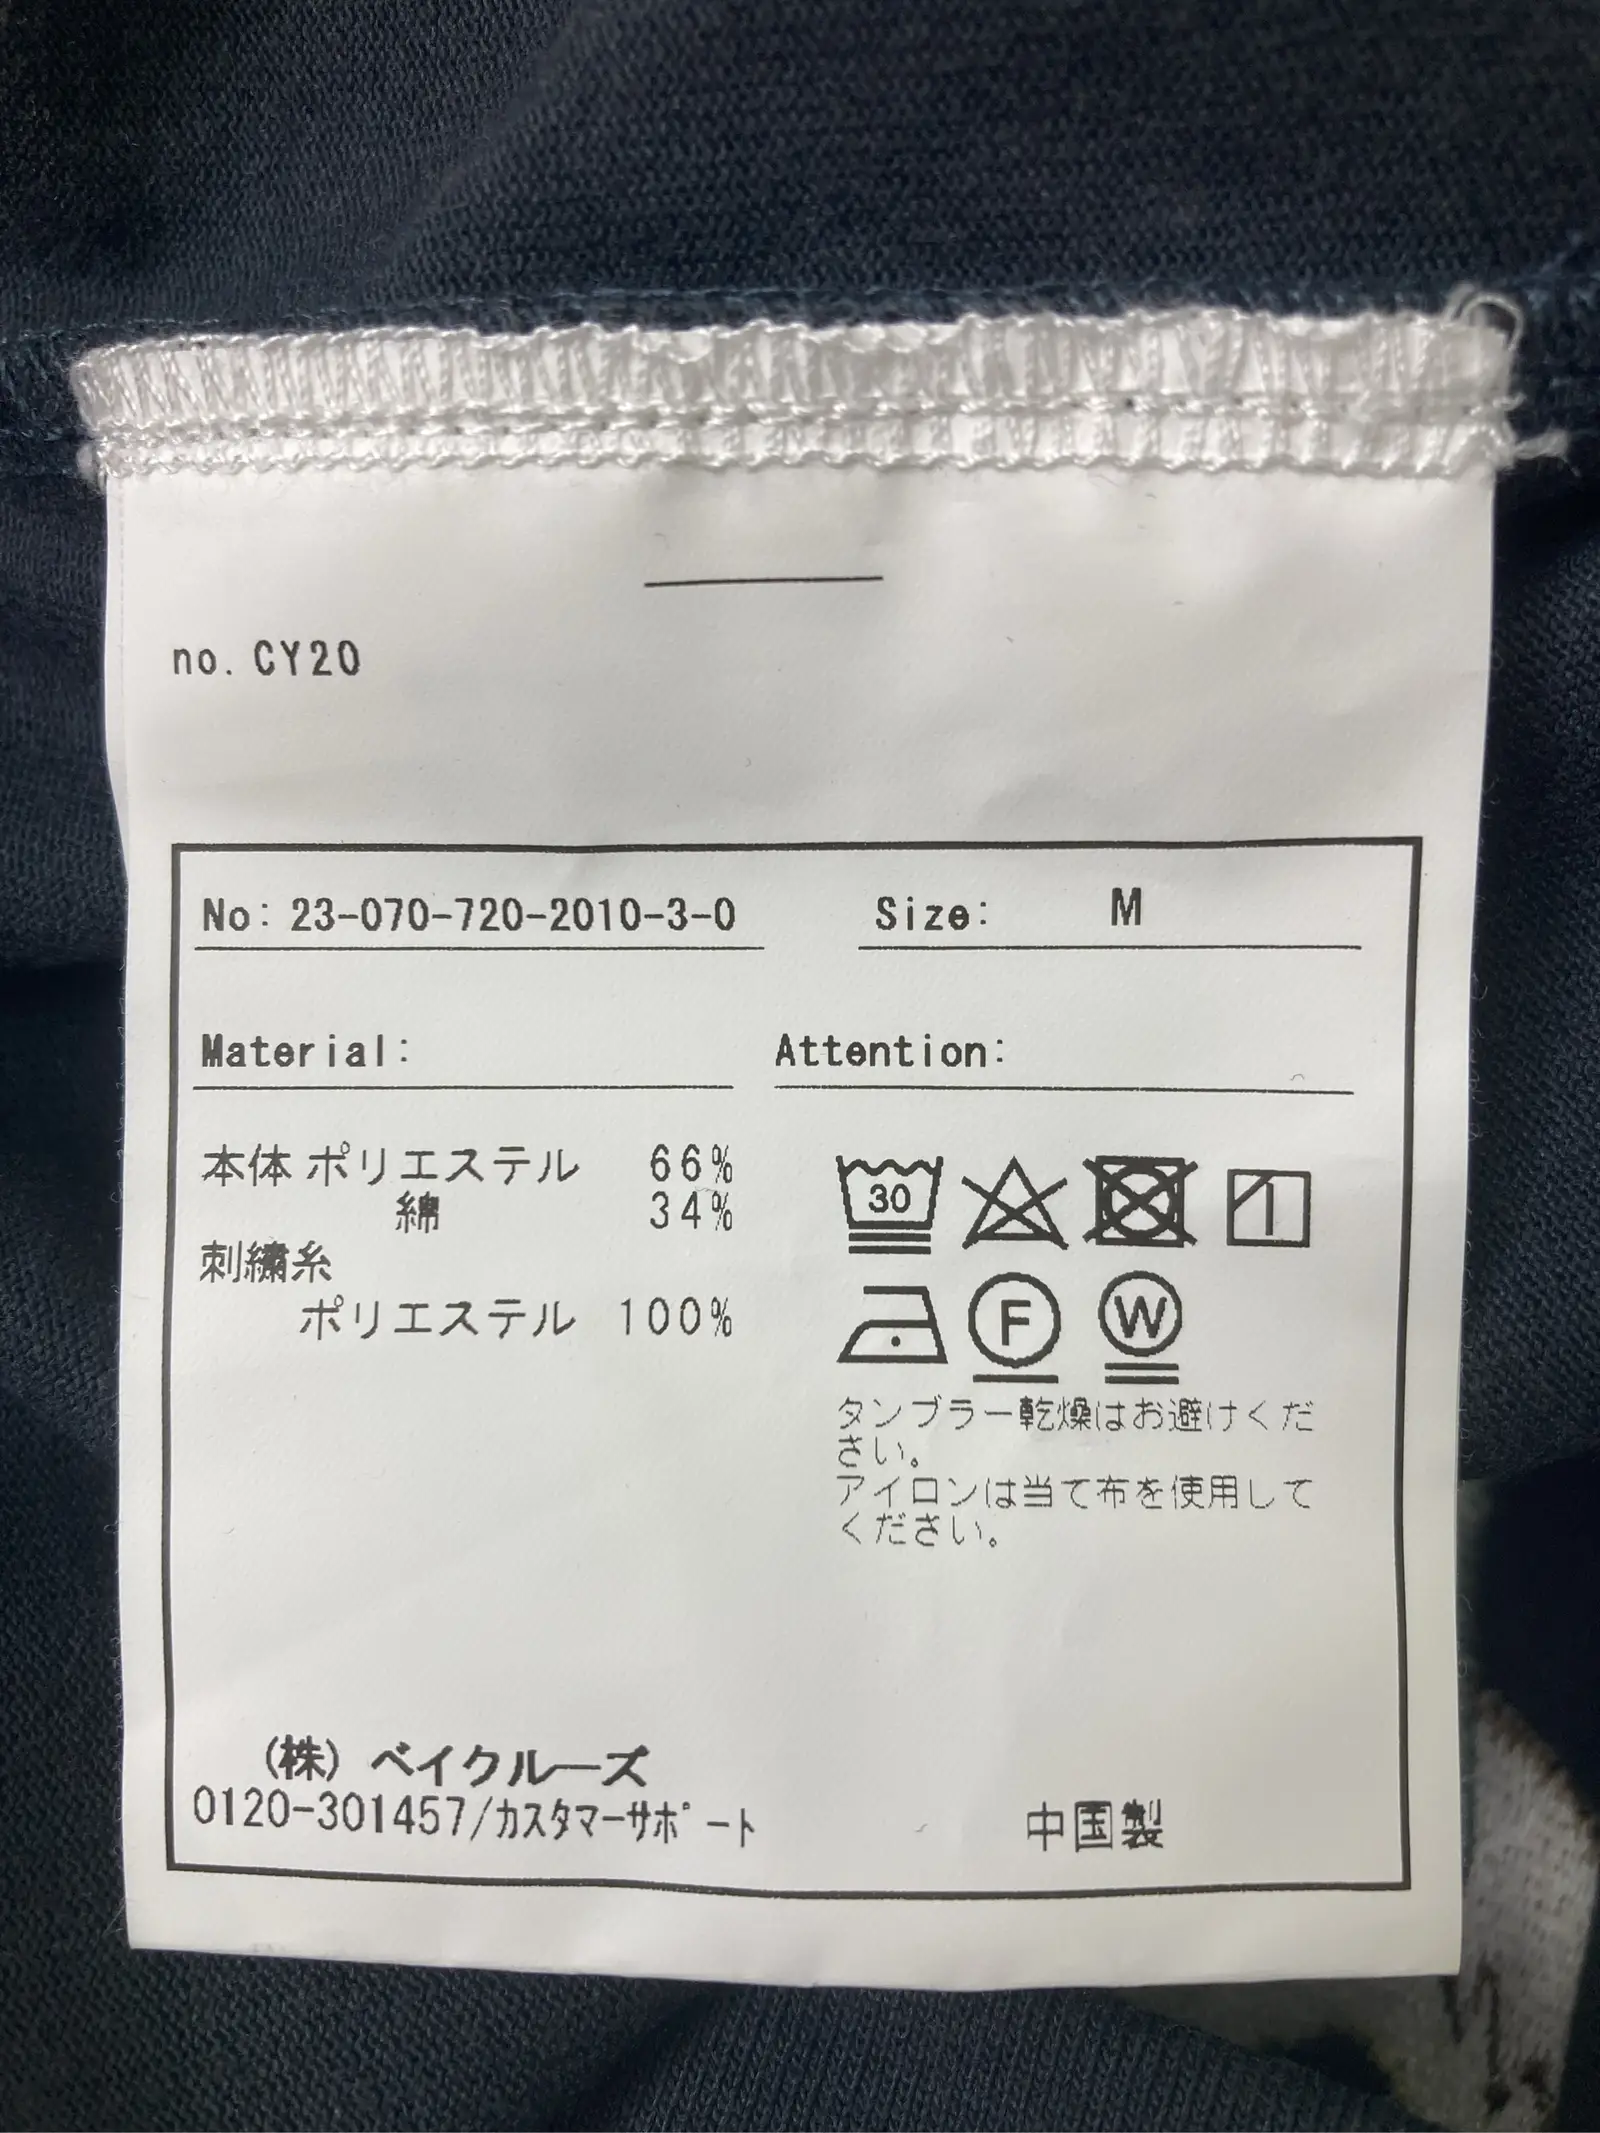 no. CY20
No: 23-070-720-2010-3-0
Size: M
Material:
本体 ポリエステル 66%
綿 34%
刺繍糸
ポリエステル 100%
Attention:
30
F
W
タンブラー乾燥はお避けくだ
さい。
アイロンは当て布を使用して
ください。
(株) ベイクルーズ
0120-301457/カスタマーサポート
中国製